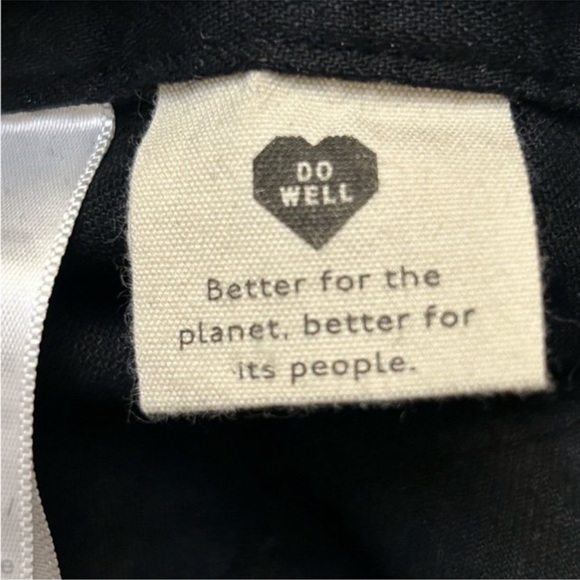 DO
WELL
Better for the
planet, better for
its people.